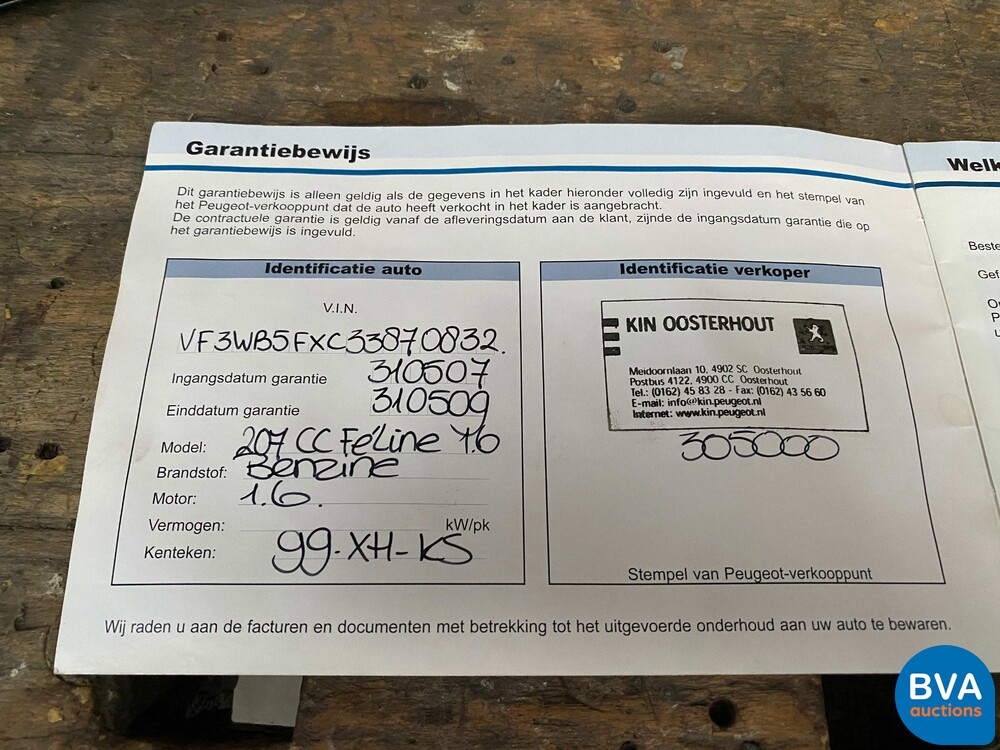 Garantiebewijs
Dit garantiebewijs is alleen geldig als de gegevens in het kader hieronder volledig zijn ingevuld en het stempel van
het Peugeot-verkooppunt dat de auto heeft verkocht in het kader is aangebracht.
De contractuele garantie is geldig vanaf de afleveringsdatum aan de klant, zijnde de ingangsdatum garantie die op
het garantiebewijs is ingevuld.
Identificatie auto
V.I.N.
VF3WB5FXC33870832.
Ingangsdatum garantie 310507
Einddatum garantie 310509
Model: 207 CC Feline 1.6
Brandstof: Benzine
Motor: 1.6.
Vermogen: kW/pk
Kenteken: 99-XH-KS
Identificatie verkoper
KIN OOSTERHOUT
Meidoornlaan 10, 4902 SC Oosterhout
Postbus 4122, 4900 CC Oosterhout
Tel.: (0162) 45 83 28 - Fax: (0162) 43 56 60
E-mail: info@kin.peugeot.nl
Internet: www.kin.peugeot.nl
305000
Stempel van Peugeot-verkooppunt
Wij raden u aan de facturen en documenten met betrekking tot het uitgevoerde onderhoud aan uw auto te bewaren.
Welk
Beste
Gef
BVA
auctions